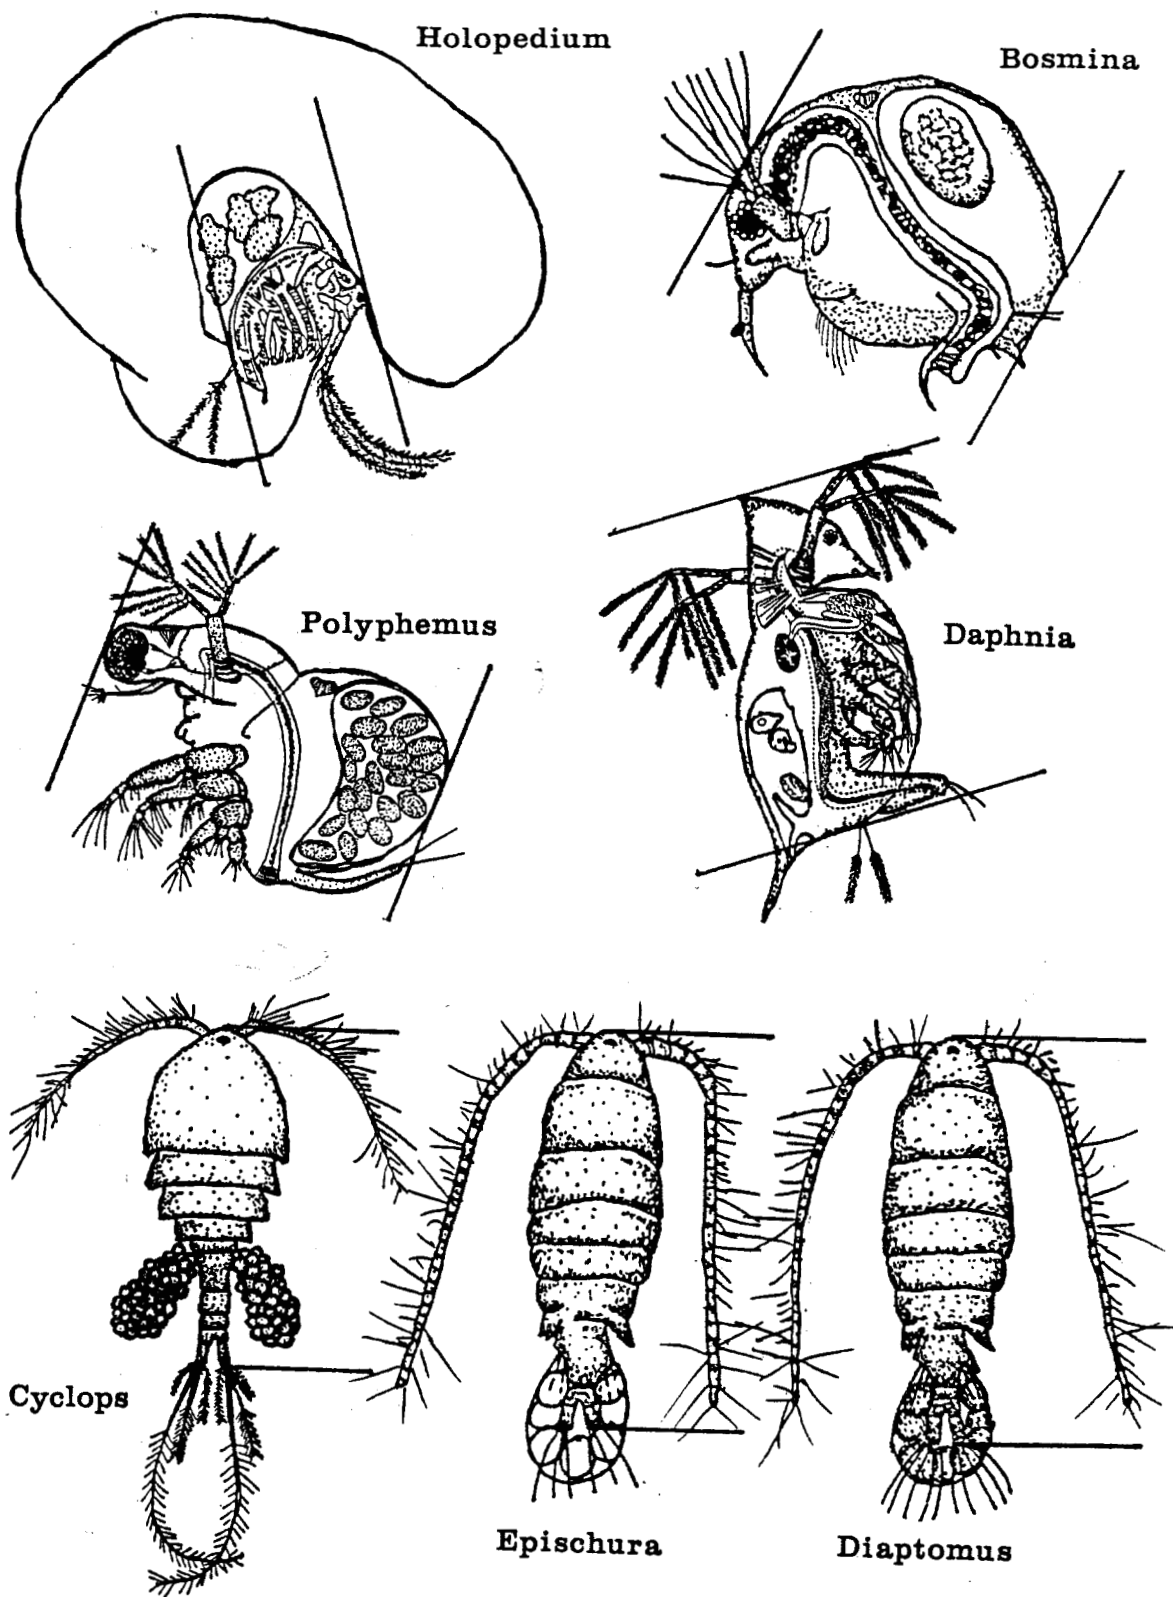 Holopedium
Bosmina
Polyphemus
Daphnia
Cyclops
Epischura
Diaptomus